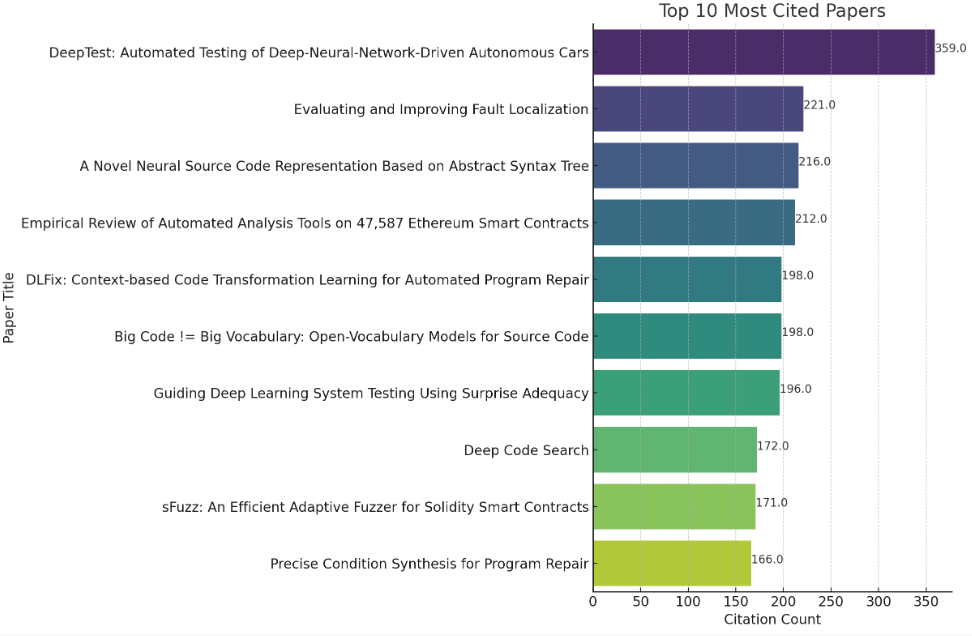 Top 10 Most Cited Papers
DeepTest: Automated Testing of Deep-Neural-Network-Driven Autonomous Cars 359.0
Evaluating and Improving Fault Localization 221.0
A Novel Neural Source Code Representation Based on Abstract Syntax Tree 216.0
Empirical Review of Automated Analysis Tools on 47,587 Ethereum Smart Contracts 212.0
DLFix: Context-based Code Transformation Learning for Automated Program Repair 198.0
Big Code != Big Vocabulary: Open-Vocabulary Models for Source Code 198.0
Guiding Deep Learning System Testing Using Surprise Adequacy 196.0
Deep Code Search 172.0
sFuzz: An Efficient Adaptive Fuzzer for Solidity Smart Contracts 171.0
Precise Condition Synthesis for Program Repair 166.0
Paper Title
0 50 100 150 200 250 300 350
Citation Count